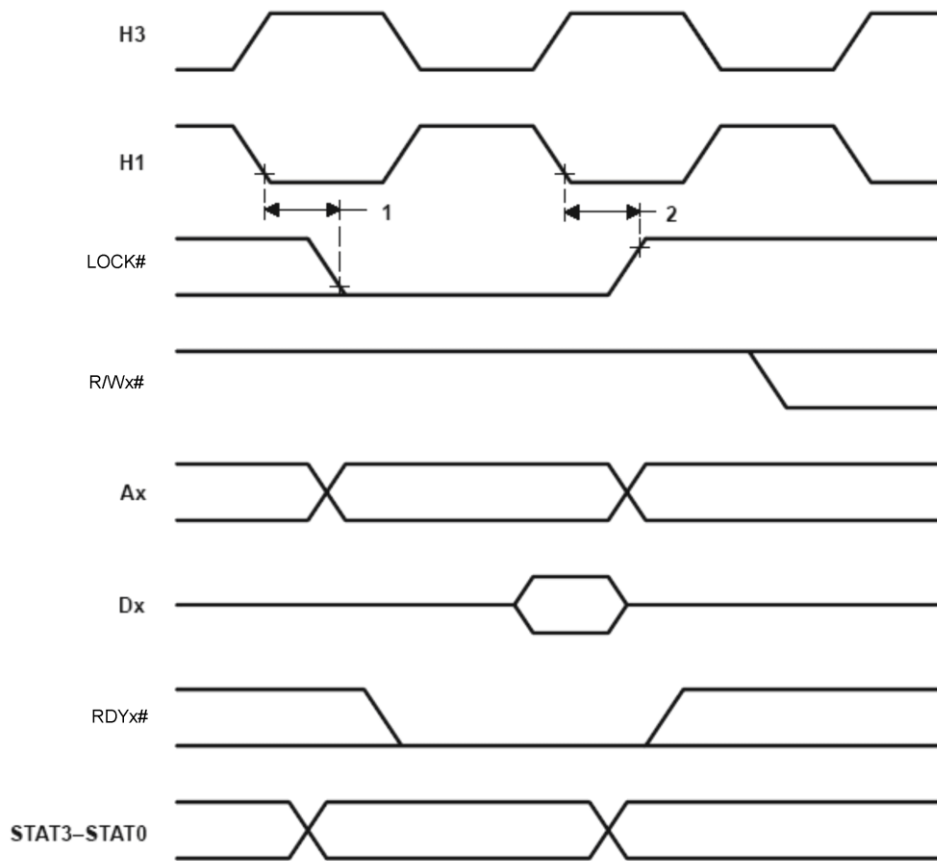 H3
H1
1
2
LOCK#
R/Wx#
Ax
Dx
RDYx#
STAT3–STAT0